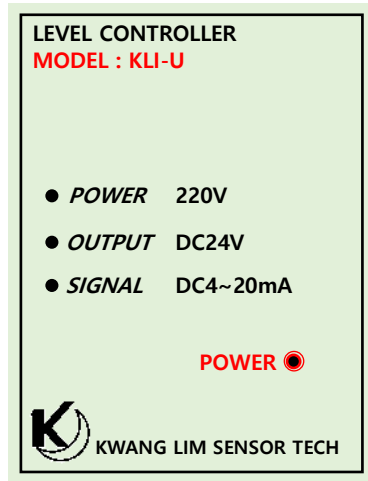 LEVEL CONTROLLER
MODEL : KLI-U
● POWER 220V
● OUTPUT DC24V
● SIGNAL DC4~20mA
POWER
K
KWANG LIM SENSOR TECH